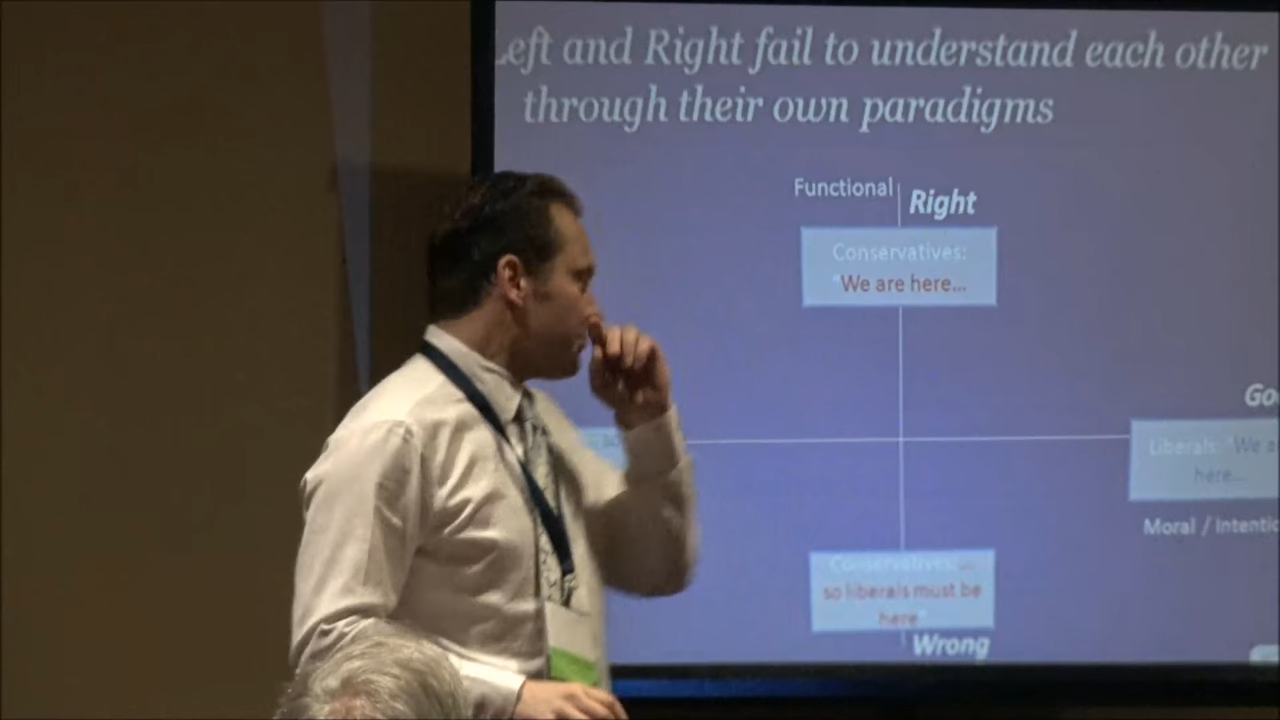 Left and Right fail to understand each other
through their own paradigms
Functional
Right
Conservatives:
"We are here...
Go
Liberals: "We a
here...
Moral / Intentio
Conservatives: ...
so liberals must be
here"
Wrong